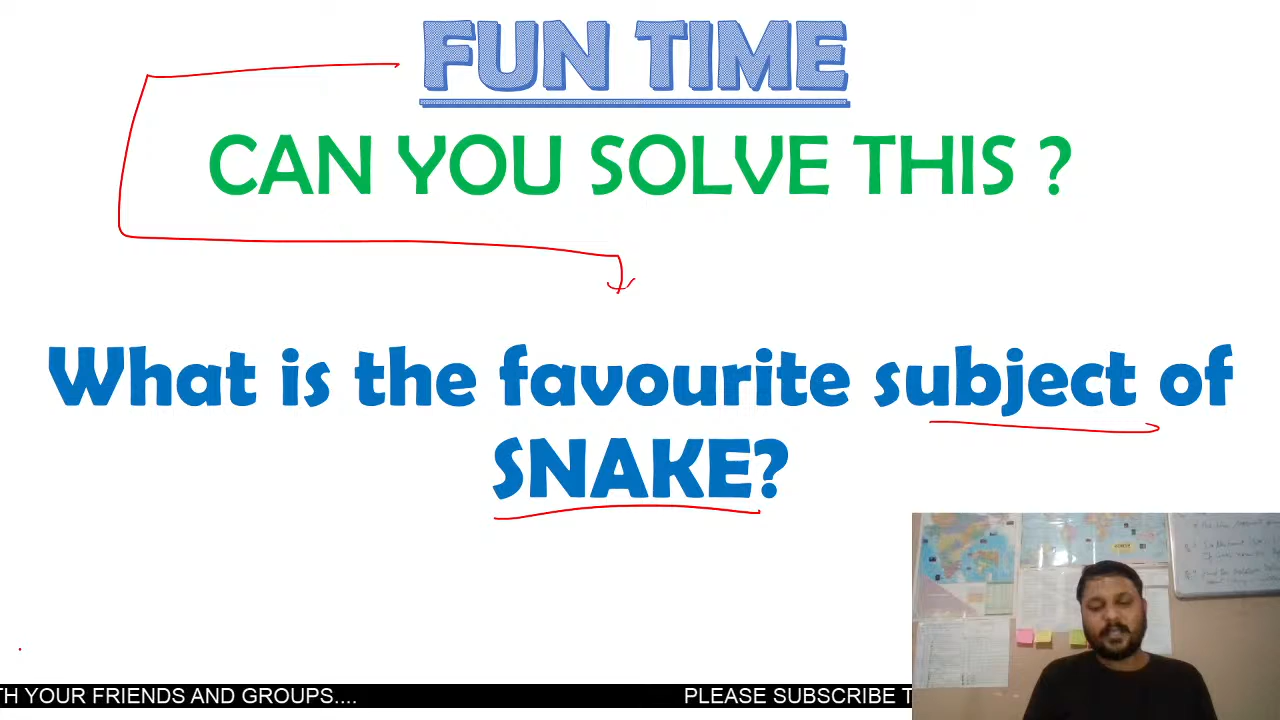 FUN TIME
CAN YOU SOLVE THIS ?
What is the favourite subject of
SNAKE?
TH YOUR FRIENDS AND GROUPS.... PLEASE SUBSCRIBE T